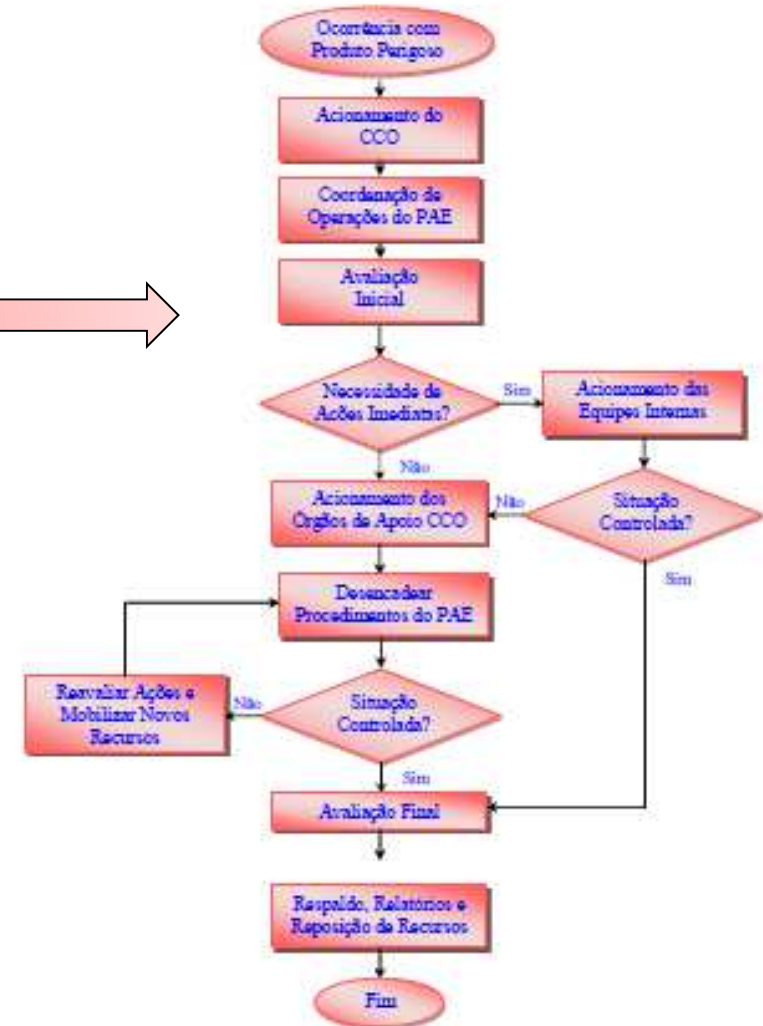 Ocorrência com
Produto Perigoso
Acionamento do
CCO
Coordenação de
Operações do PAE
Avaliação
Inicial
Necessidade de
Ações Imediatas?
Sim
Acionamento das
Equipes Internas
Não
Acionamento dos
Órgãos de Apoio CCO
Não
Situação
Controlada?
Sim
Desencadear
Procedimentos do PAE
Reavaliar Ações e
Mobilizar Novos
Recursos
Não
Situação
Controlada?
Sim
Avaliação Final
Respaldo, Relatórios e
Reposição de Recursos
Fim